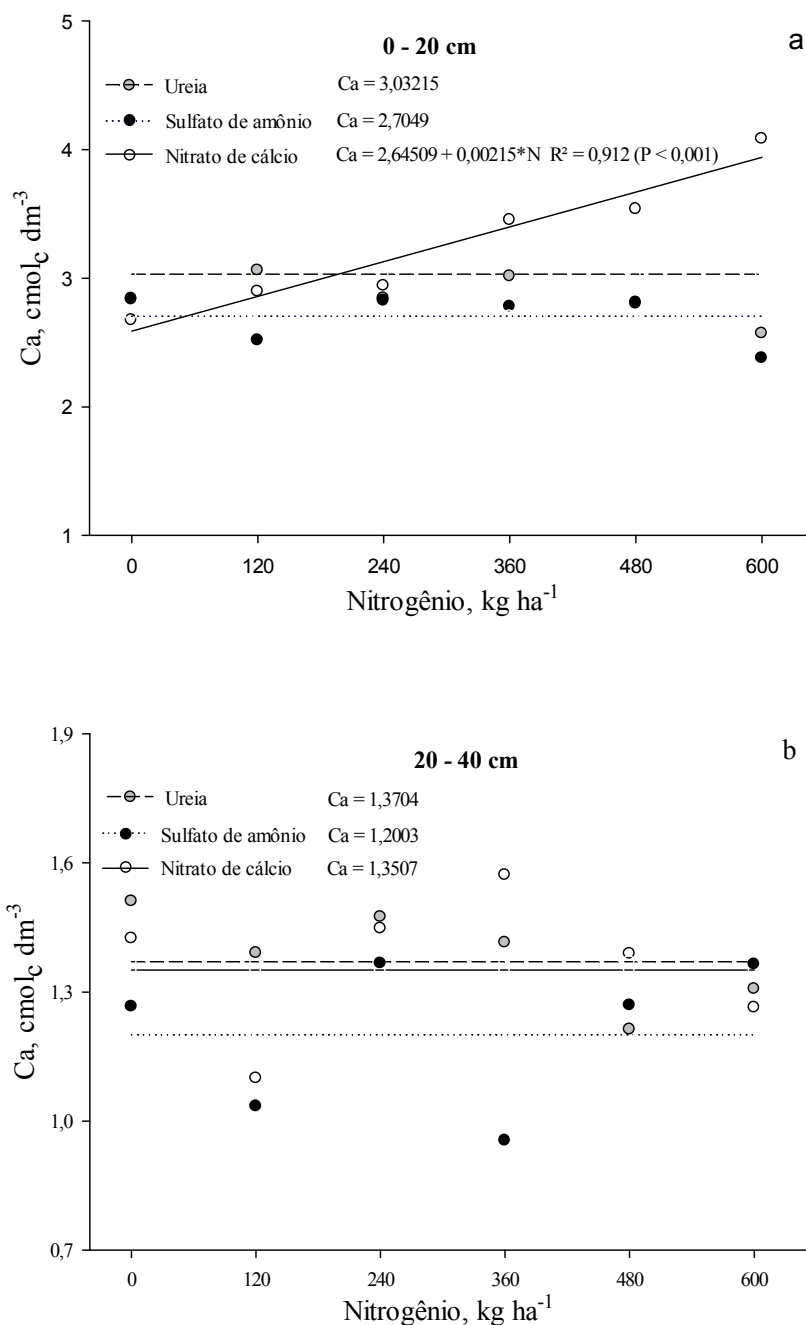 a
0 - 20 cm
Ureia Ca = 3,03215
Sulfato de amônio Ca = 2,7049
Nitrato de cálcio Ca = 2,64509 + 0,00215*N R² = 0,912 (P < 0,001)
5
4
3
2
1
Ca, cmolc dm-3
0 120 240 360 480 600
Nitrogênio, kg ha-1
b
20 - 40 cm
Ureia Ca = 1,3704
Sulfato de amônio Ca = 1,2003
Nitrato de cálcio Ca = 1,3507
1,9
1,6
1,3
1,0
0,7
Ca, cmolc dm-3
0 120 240 360 480 600
Nitrogênio, kg ha-1